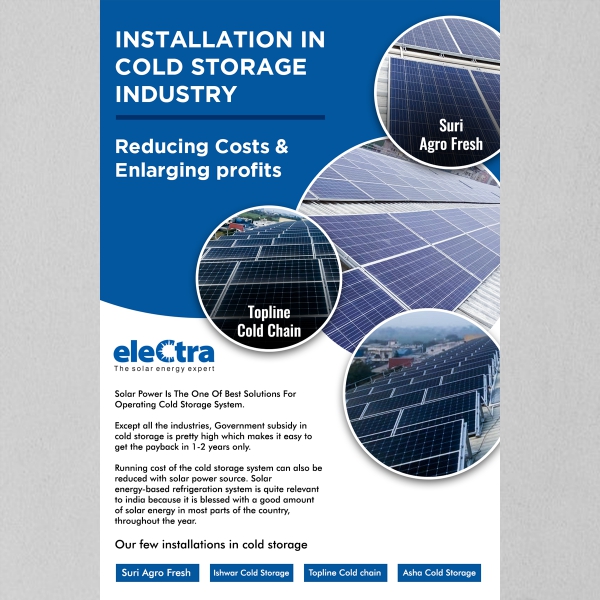 INSTALLATION IN
COLD STORAGE
INDUSTRY
Reducing Costs &
Enlarging profits
Suri
Agro Fresh
Topline
Cold Chain
electra
The solar energy expert
Solar Power Is The One Of Best Solutions For
Operating Cold Storage System.
Except all the industries, Government subsidy in
cold storage is pretty high which makes it easy to
get the payback in 1-2 years only.
Running cost of the cold storage system can also be
reduced with solar power source. Solar
energy-based refrigeration system is quite relevant
to india because it is blessed with a good amount
of solar energy in most parts of the country,
throughout the year.
Our few installations in cold storage
Suri Agro Fresh
Ishwar Cold Storage
Topline Cold chain
Asha Cold Storage